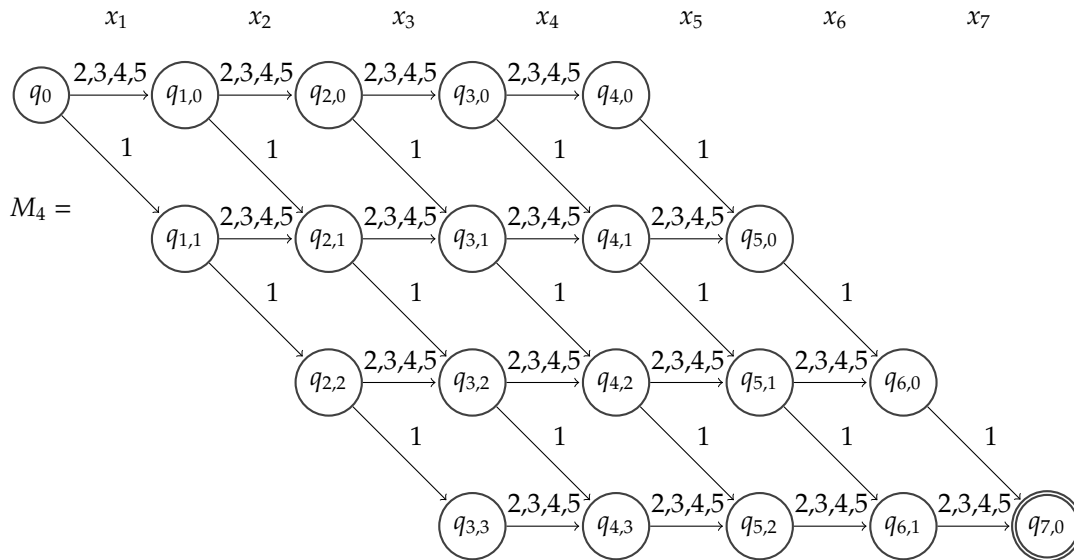 x₁ x₂ x₃ x₄ x₅ x₆ x₇
2,3,4,5 2,3,4,5 2,3,4,5 2,3,4,5
q₀ q₁,₀ q₂,₀ q₃,₀ q₄,₀
1 1 1 1 1
M₄ =
2,3,4,5 2,3,4,5 2,3,4,5 2,3,4,5
q₁,₁ q₂,₁ q₃,₁ q₄,₁ q₅,₀
1 1 1 1 1
2,3,4,5 2,3,4,5 2,3,4,5 2,3,4,5
q₂,₂ q₃,₂ q₄,₂ q₅,₁ q₆,₀
1 1 1 1 1
2,3,4,5 2,3,4,5 2,3,4,5 2,3,4,5
q₃,₃ q₄,₃ q₅,₂ q₆,₁ q₇,₀